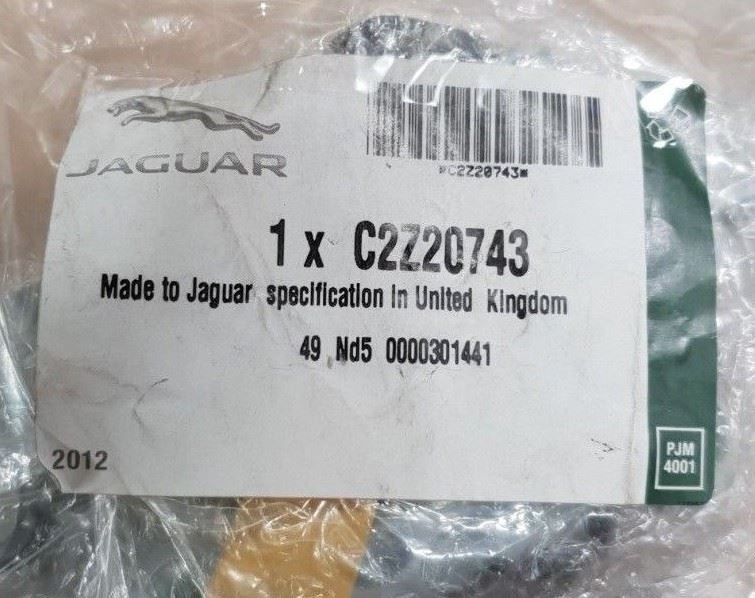 JAGUAR
*C2Z20743*
1 x C2Z20743
Made to Jaguar specification in United Kingdom
49 Nd5 0000301441
2012
PJM
4001